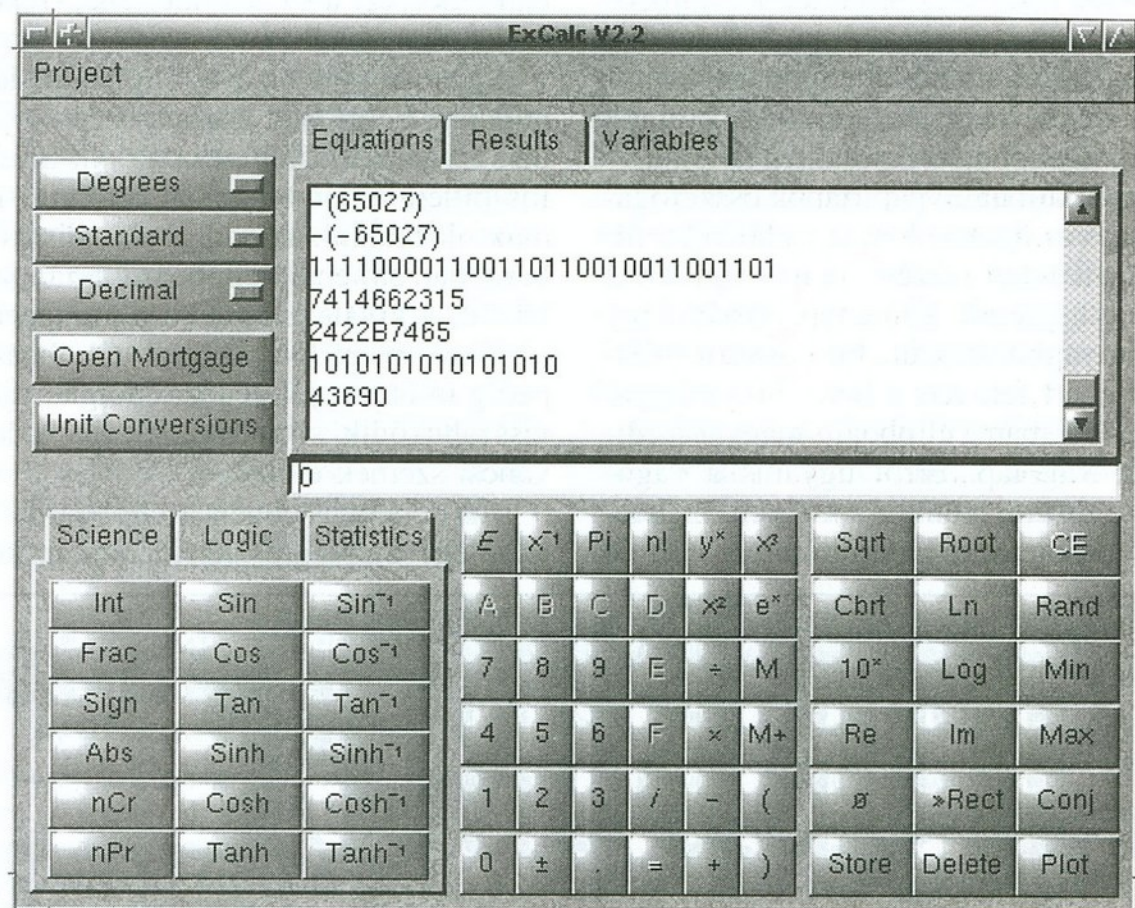 ExCalc V2.2
Project
Equations Results Variables
Degrees
Standard
Decimal
Open Mortgage
Unit Conversions
-(65027)
-(-65027)
111100001100110110010011001101
7414662315
2422B7465
1010101010101010
43690
0
Science Logic Statistics
Int Sin Sin⁻¹
Frac Cos Cos⁻¹
Sign Tan Tan⁻¹
Abs Sinh Sinh⁻¹
nCr Cosh Cosh⁻¹
nPr Tanh Tanh⁻¹
E x⁻¹ Pi n! yˣ x³
A B C D x² eˣ
7 8 9 E ÷ M
4 5 6 F × M+
1 2 3 / - (
0 ± . = + )
Sqrt Root CE
Cbrt Ln Rand
10ˣ Log Min
Re Im Max
ø »Rect Conj
Store Delete Plot